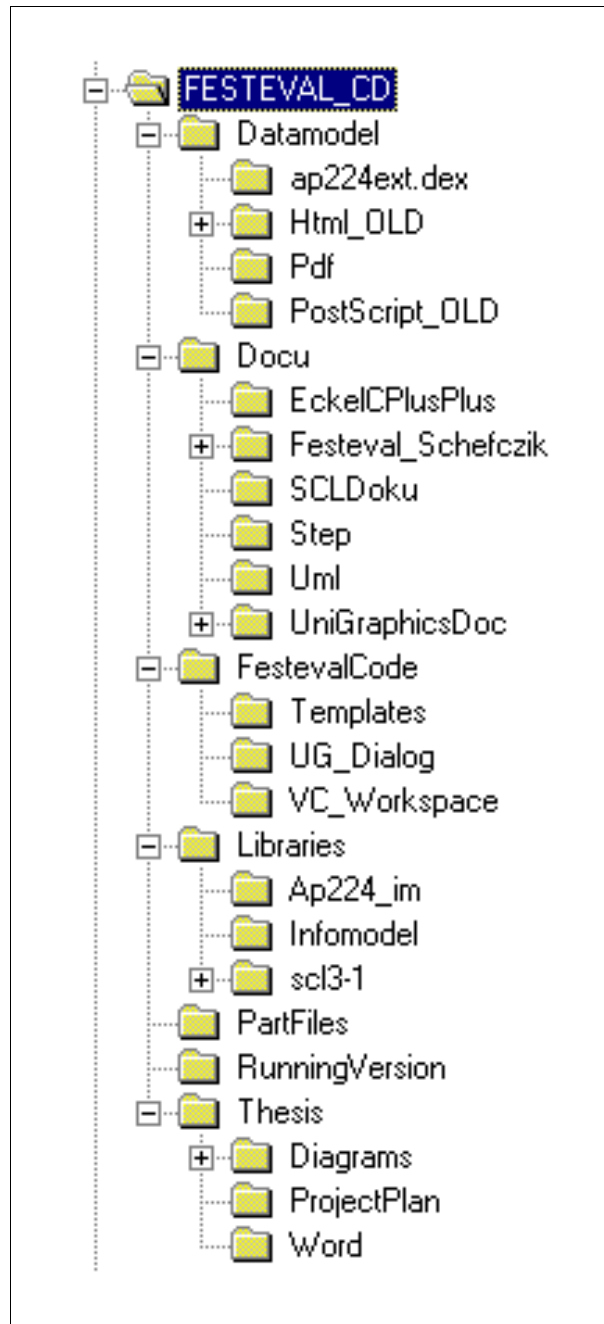 FESTEVAL_CD
Datamodel
ap224ext.dex
Html_OLD
Pdf
PostScript_OLD
Docu
EckelCPlusPlus
Festeval_Schefczik
SCLDoku
Step
Uml
UniGraphicsDoc
FestevalCode
Templates
UG_Dialog
VC_Workspace
Libraries
Ap224_im
Infomodel
scl3-1
PartFiles
RunningVersion
Thesis
Diagrams
ProjectPlan
Word